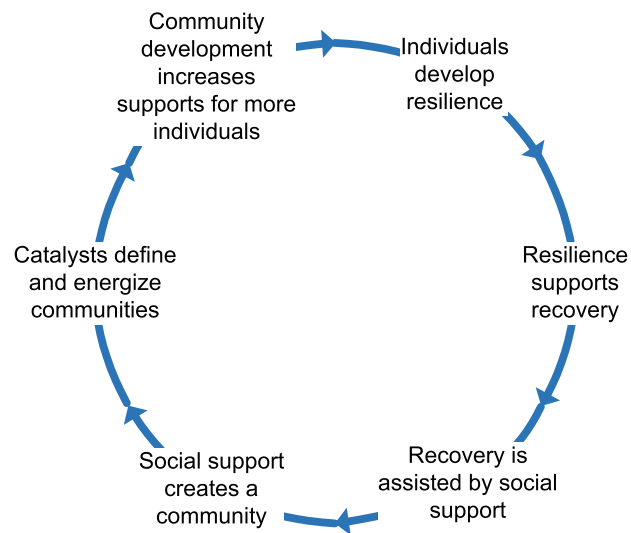 Community
development
increases
supports for more
individuals
Individuals
develop
resilience
Resilience
supports
recovery
Recovery is
assisted by social
support
Social support
creates a
community
Catalysts define
and energize
communities